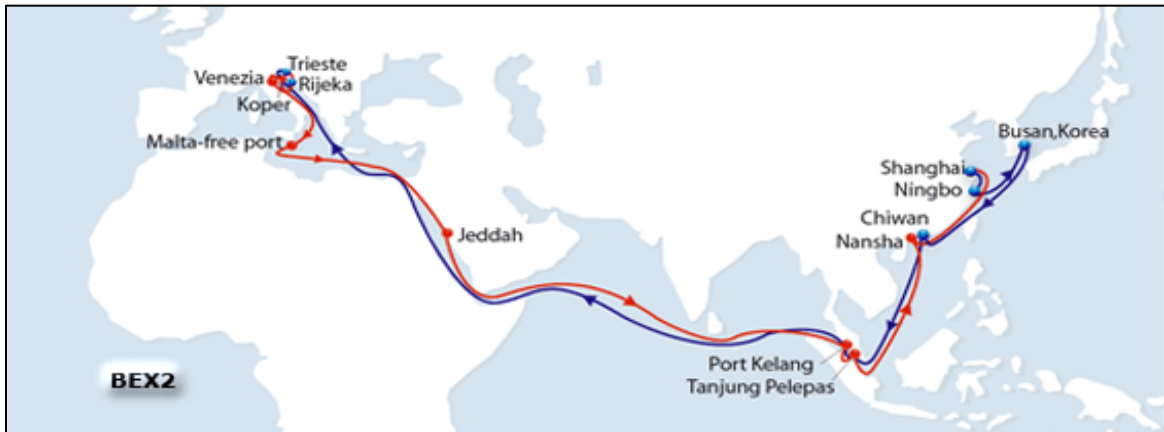 Trieste
Venezia
Rijeka
Koper
Malta-free port
Busan,Korea
Shanghai
Ningbo
Chiwan
Nansha
Jeddah
Port Kelang
Tanjung Pelepas
BEX2